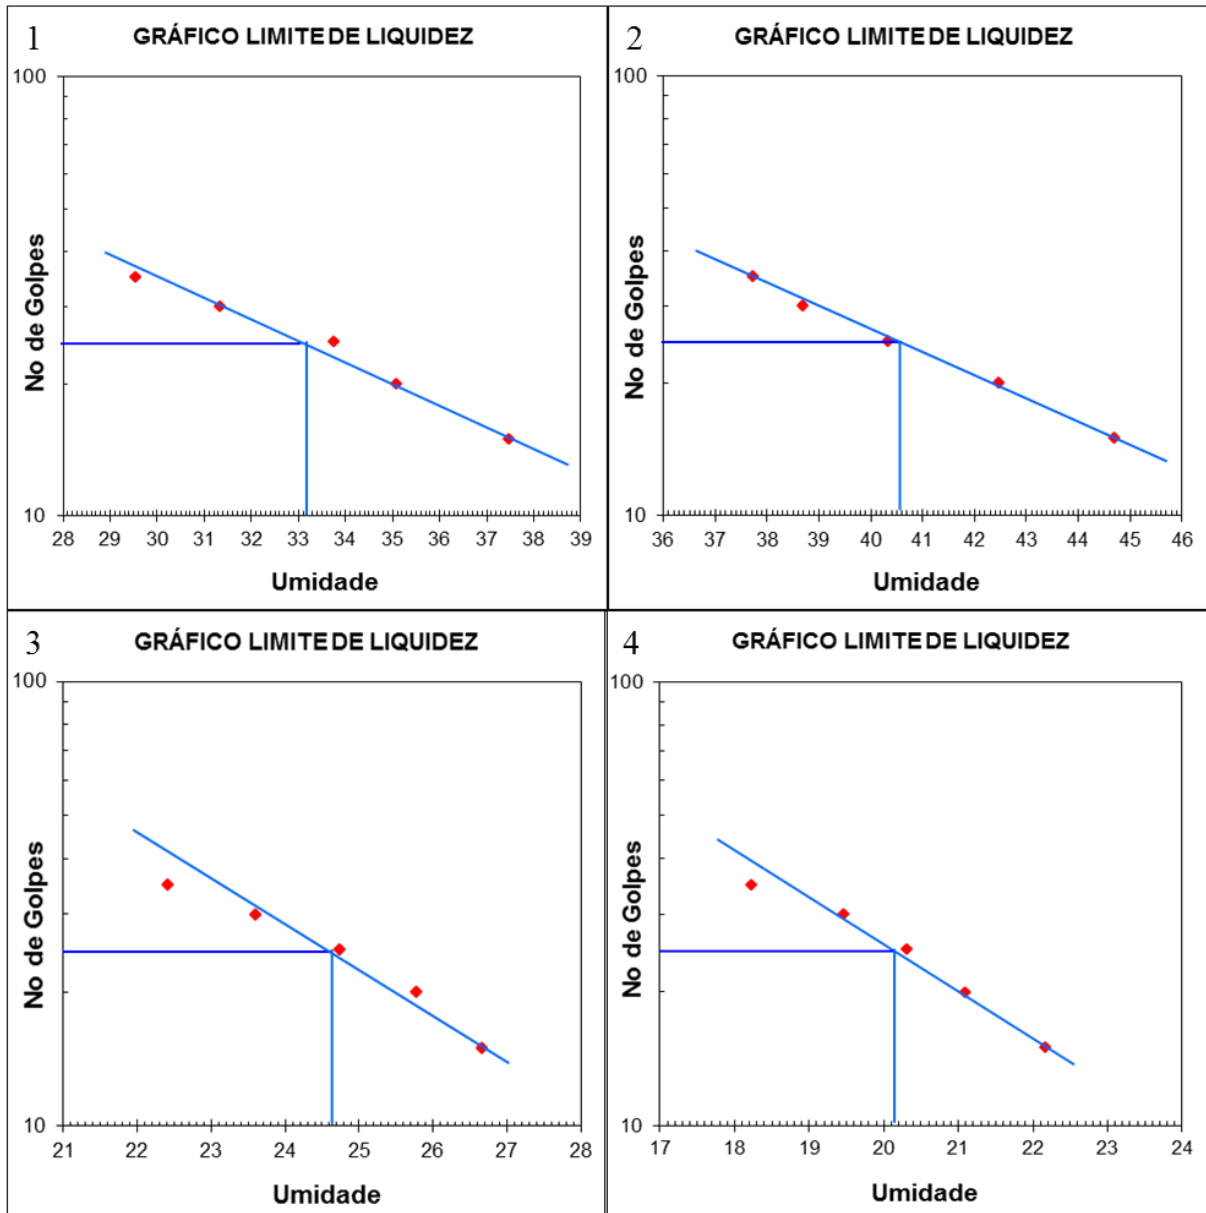 1
GRÁFICO LIMITE DE LIQUIDEZ
100
No de Golpes
10
28 29 30 31 32 33 34 35 36 37 38 39
Umidade
2
GRÁFICO LIMITE DE LIQUIDEZ
100
No de Golpes
10
36 37 38 39 40 41 42 43 44 45 46
Umidade
3
GRÁFICO LIMITE DE LIQUIDEZ
100
No de Golpes
10
21 22 23 24 25 26 27 28
Umidade
4
GRÁFICO LIMITE DE LIQUIDEZ
100
No de Golpes
10
17 18 19 20 21 22 23 24
Umidade